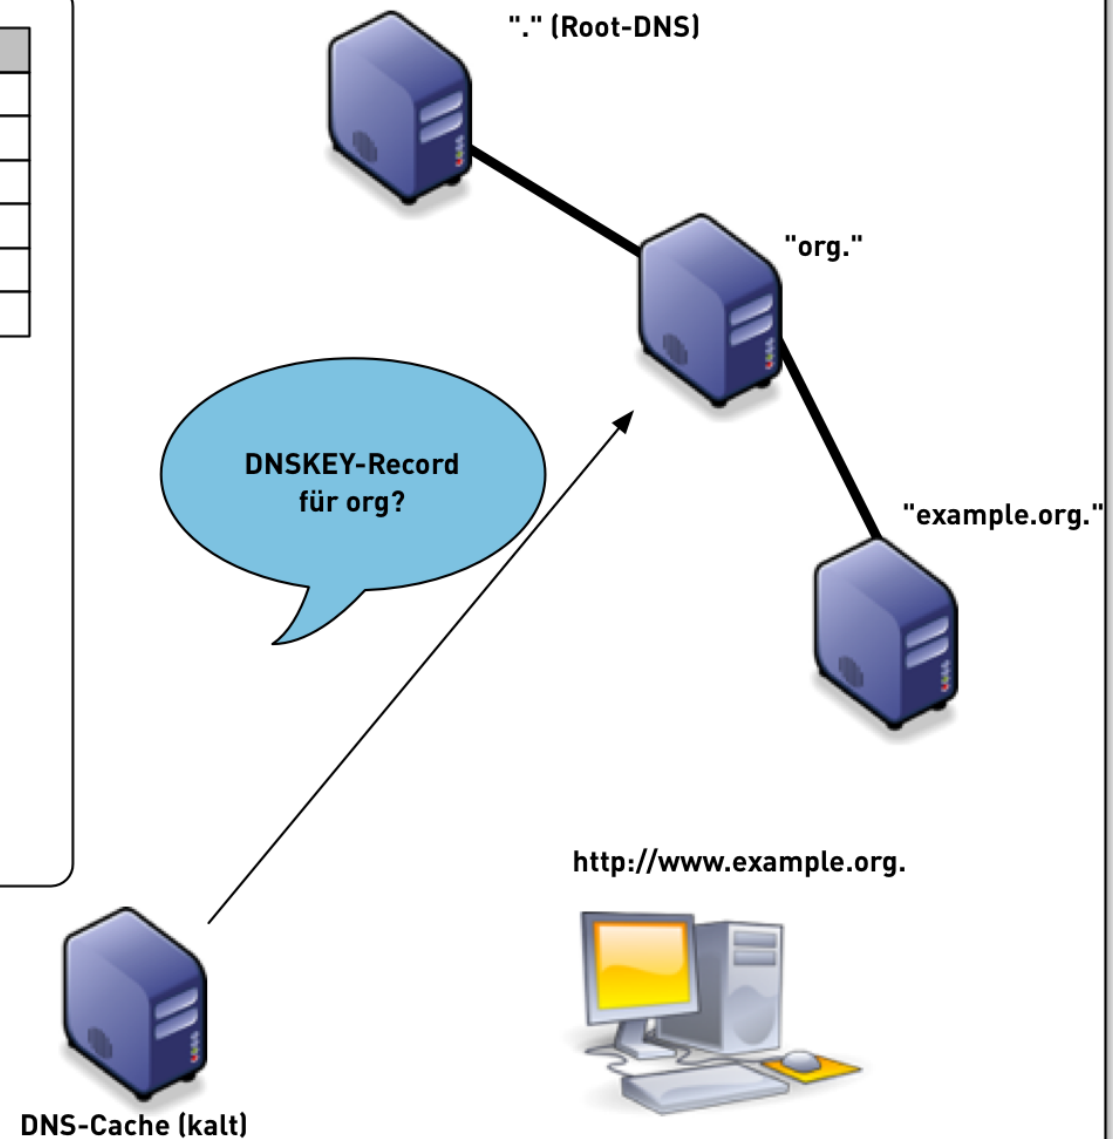 "." (Root-DNS)
"org."
DNSKEY-Record
für org?
"example.org."
http://www.example.org.
DNS-Cache (kalt)